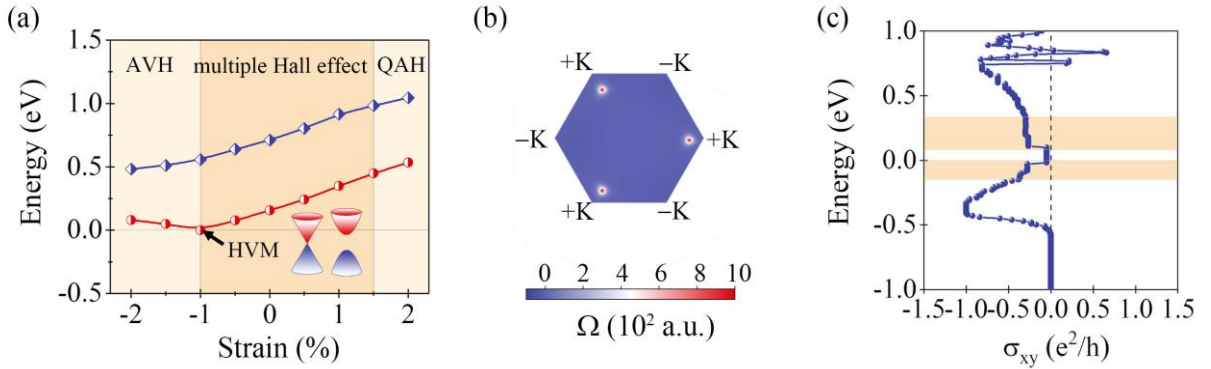 (a)
1.5
1.0
0.5
0.0
-0.5
Energy (eV)
AVH
multiple Hall effect
QAH
HVM
-2
-1
0
1
2
Strain (%)
(b)
+K
−K
−K
+K
+K
−K
0
2
4
6
8
10
Ω (10² a.u.)
(c)
1.0
0.5
0.0
-0.5
-1.0
Energy (eV)
-1.5
-1.0
-0.5
0.0
0.5
1.0
1.5
σxy (e²/h)